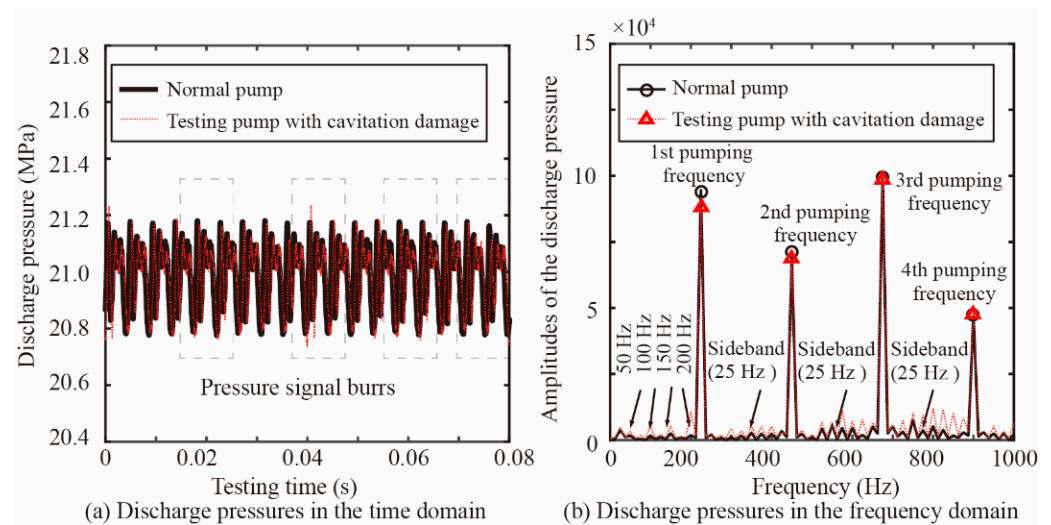 21.8
21.6
21.4
21.2
21.0
20.8
20.6
20.4
Discharge pressure (MPa)
Normal pump
Testing pump with cavitation damage
Pressure signal burrs
0
0.02
0.04
0.06
0.08
Testing time (s)
(a) Discharge pressures in the time domain
×10⁴
15
10
5
0
Amplitudes of the discharge pressure
Normal pump
Testing pump with cavitation damage
1st pumping
frequency
2nd pumping
frequency
3rd pumping
frequency
4th pumping
frequency
50 Hz
100 Hz
150 Hz
200 Hz
Sideband
(25 Hz )
Sideband
(25 Hz )
Sideband
(25 Hz )
0
200
400
600
800
1000
Frequency (Hz)
(b) Discharge pressures in the frequency domain